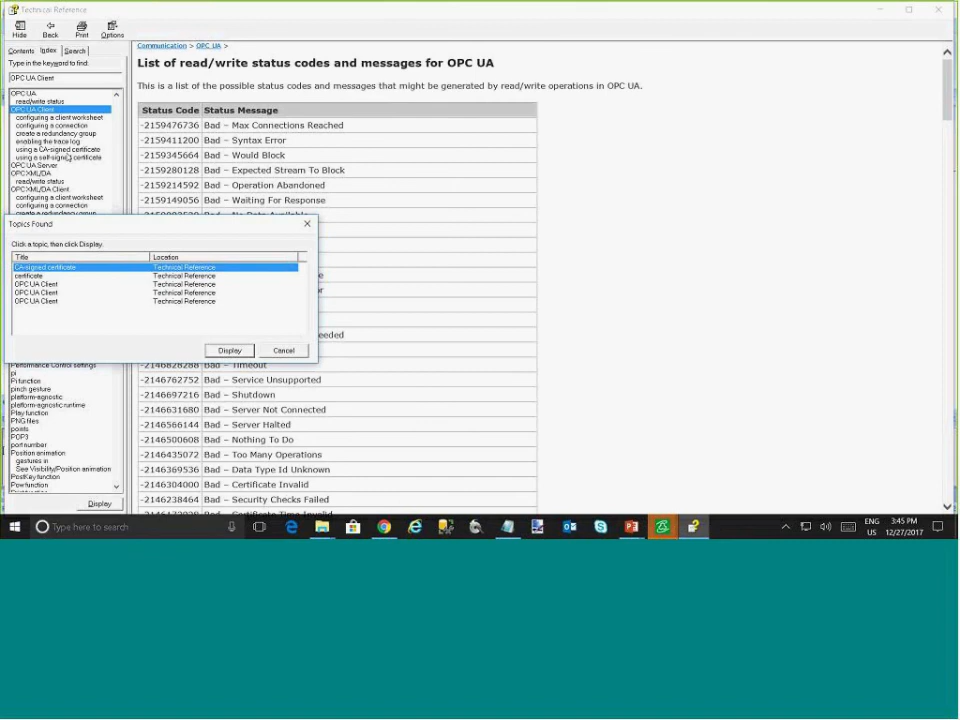 Technical Reference
Hide Back Print Options
Contents Index Search
Type in the keyword to find:
OPC UA Client
OPC UA
read/write status
OPC UA Client
configuring a client worksheet
configuring a connection
create a redundancy group
enabling the trace log
using a CA-signed certificate
using a self-signed certificate
OPC UA Server
OPC XML/DA
read/write status
OPC XML/DA Client
configuring a client worksheet
configuring a connection
create a redundancy group
Topics Found
Click a topic, then click Display.
Title Location
CA-signed certificate Technical Reference
certificate Technical Reference
OPC UA Client Technical Reference
OPC UA Client Technical Reference
OPC UA Client Technical Reference
Display Cancel
Performance Control settings
pi
Pi function
pinch gesture
platform-agnostic
platform-agnostic runtime
Play function
PNG files
points
POP3
port number
Position animation
gestures in
See Visibility/Position animation
PostKey function
Pow function
Display
Communication > OPC UA >
List of read/write status codes and messages for OPC UA
This is a list of the possible status codes and messages that might be generated by read/write operations in OPC UA.
Status Code Status Message
-2159476736 Bad – Max Connections Reached
-2159411200 Bad – Syntax Error
-2159345664 Bad – Would Block
-2159280128 Bad – Expected Stream To Block
-2159214592 Bad – Operation Abandoned
-2159149056 Bad – Waiting For Response
e
r
eeded
-2146828288 Bad – Timeout
-2146762752 Bad – Service Unsupported
-2146697216 Bad – Shutdown
-2146631680 Bad – Server Not Connected
-2146566144 Bad – Server Halted
-2146500608 Bad – Nothing To Do
-2146435072 Bad – Too Many Operations
-2146369536 Bad – Data Type Id Unknown
-2146304000 Bad – Certificate Invalid
-2146238464 Bad – Security Checks Failed
Type here to search
ENG 3:45 PM
US 12/27/2017